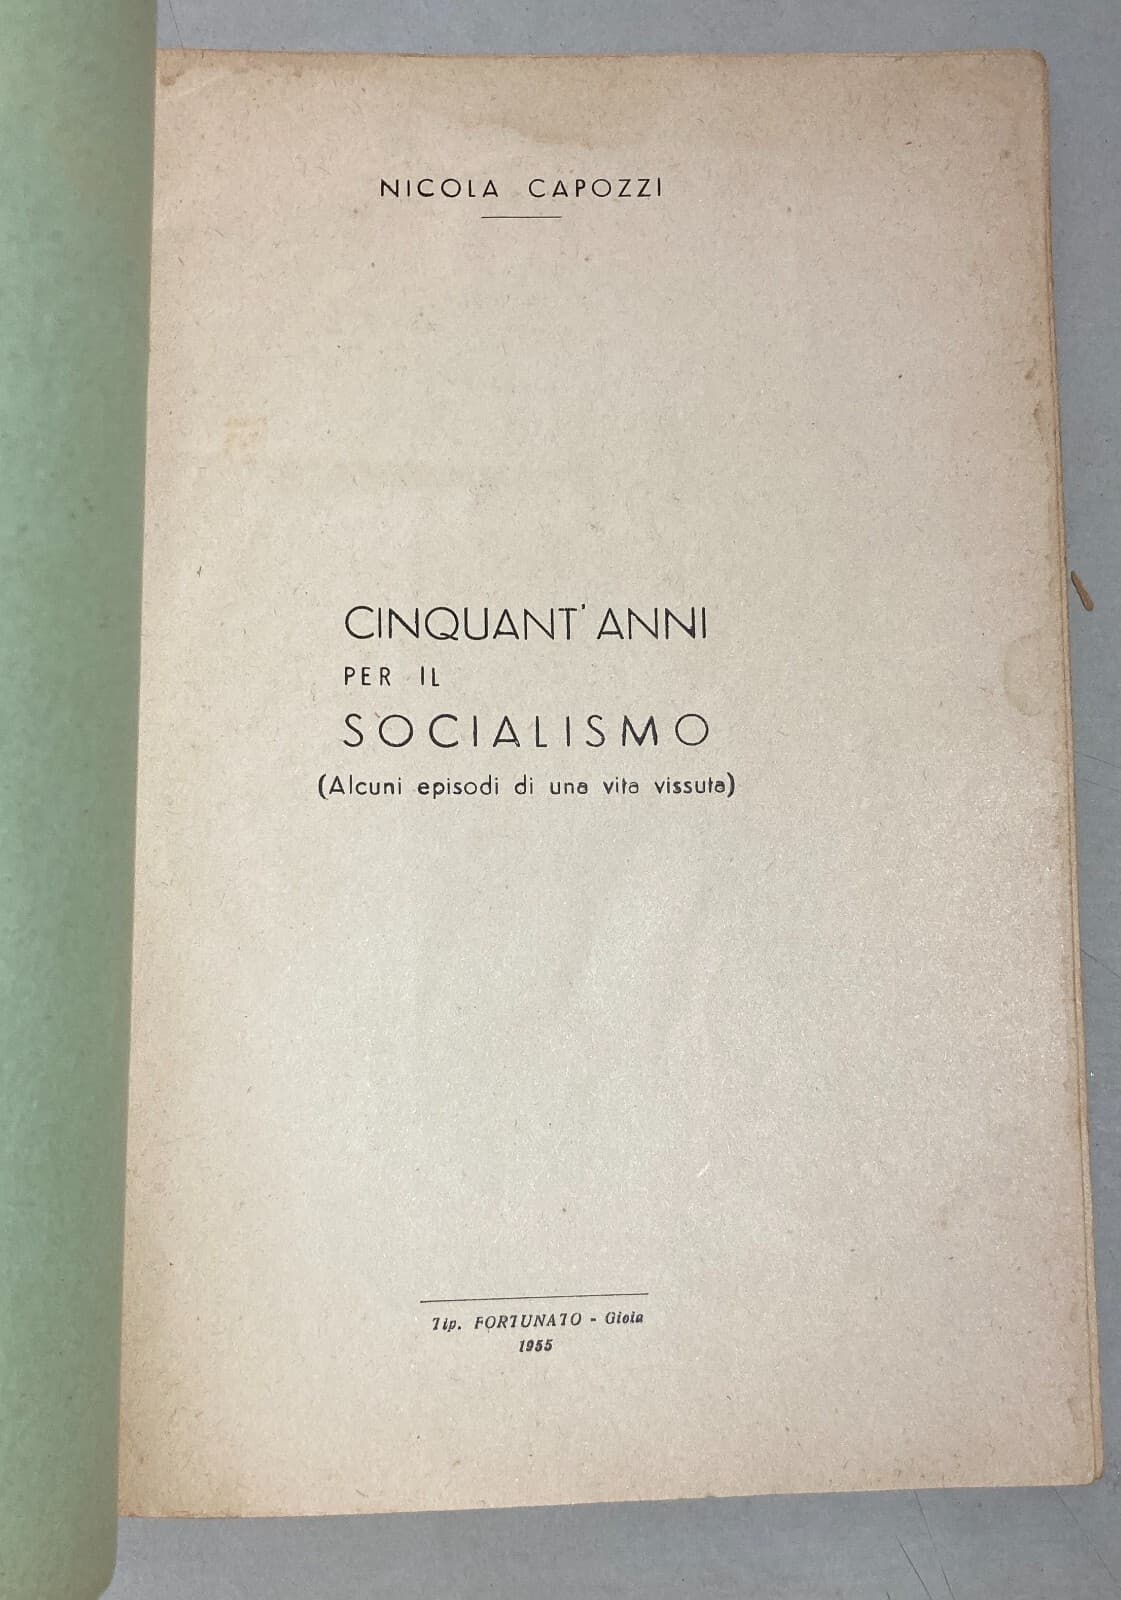 NICOLA CAPOZZI
CINQUANT'ANNI
PER IL
SOCIALISMO
(Alcuni episodi di una vita vissuta)
Tip. FORTUNATO - Gioia
1955